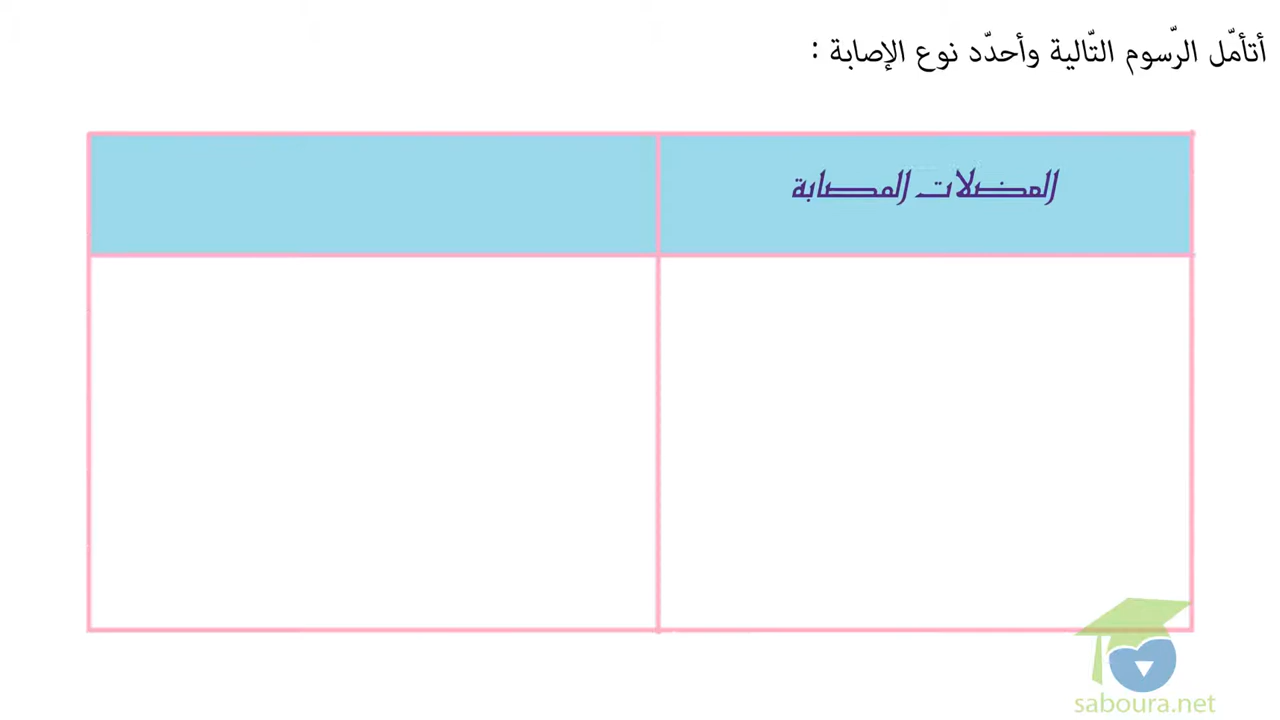 أتأمّل الرّسوم التّالية وأحدّد نوع الإصابة :
العضلات المصابة
saboura.net